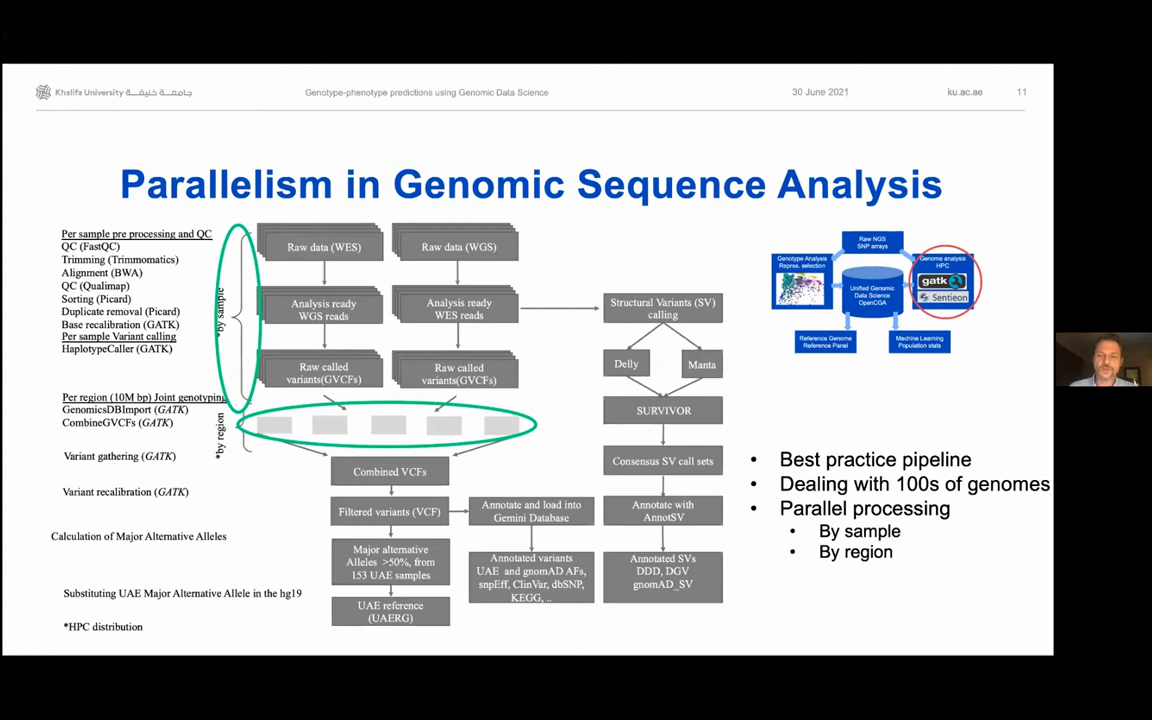 Khalifa University جامعة خليفة
Genotype-phenotype predictions using Genomic Data Science
30 June 2021
ku.ac.ae
11
Parallelism in Genomic Sequence Analysis
Per sample pre processing and QC
QC (FastQC)
Trimming (Trimmomatics)
Alignment (BWA)
QC (Qualimap)
Sorting (Picard)
Duplicate removal (Picard)
Base recalibration (GATK)
Per sample Variant calling
HaplotypeCaller (GATK)
Per region (10M bp) Joint genotyping
GenomicsDBImport (GATK)
CombineGVCFs (GATK)
Variant gathering (GATK)
Variant recalibration (GATK)
Calculation of Major Alternative Alleles
Substituting UAE Major Alternative Allele in the hg19
*HPC distribution
*by sample
*by region
Raw data (WES)
Raw data (WGS)
Analysis ready
WGS reads
Analysis ready
WES reads
Raw called
variants(GVCFs)
Raw called
variants(GVCFs)
Combined VCFs
Filtered variants (VCF)
Major alternative
Alleles >50%, from
153 UAE samples
UAE reference
(UAERG)
Annotate and load into
Gemini Database
Annotated variants
UAE and gnomAD AFs,
snpEff, ClinVar, dbSNP,
KEGG, ..
Structural Variants (SV)
calling
Delly
Manta
SURVIVOR
Consensus SV call sets
Annotate with
AnnotSV
Annotated SVs
DDD, DGV
gnomAD_SV
Raw NGS
SNP arrays
Genotype Analysis
Repres. selection
Genome analysis
HPC
gatk
Sentieon
Unified Genomic
Data Science
OpenCGA
Reference Genome
Reference Panel
Machine Learning
Population stats
• Best practice pipeline
• Dealing with 100s of genomes
• Parallel processing
• By sample
• By region